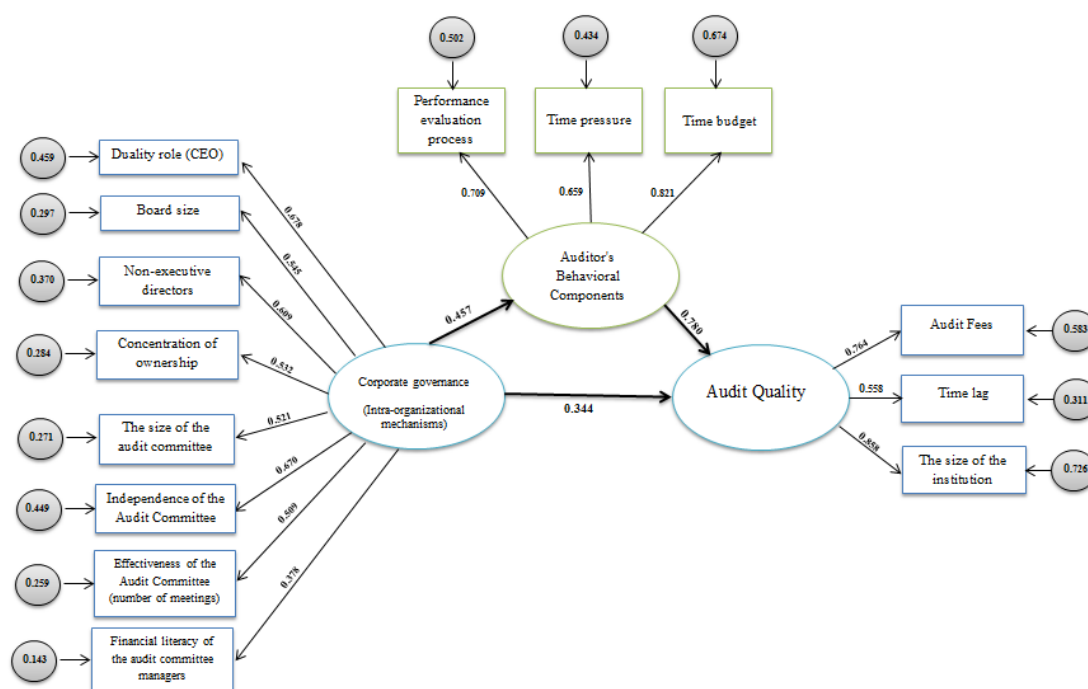 0.502
0.434
0.674
Performance
evaluation
process
Time pressure
Time budget
0.709
0.659
0.821
0.459
Duality role (CEO)
0.297
Board size
0.370
Non-executive
directors
0.284
Concentration of
ownership
0.271
The size of the
audit committee
0.449
Independence of the
Audit Committee
0.259
Effectiveness of the
Audit Committee
(number of meetings)
0.143
Financial literacy of
the audit committee
managers
0.678
0.545
0.609
0.532
0.521
0.670
0.509
0.378
Corporate governance
(Intra-organizational
mechanisms)
0.457
Auditor's
Behavioral
Components
0.780
0.344
Audit Quality
0.764
0.558
0.858
Audit Fees
0.583
Time lag
0.311
The size of the
institution
0.726